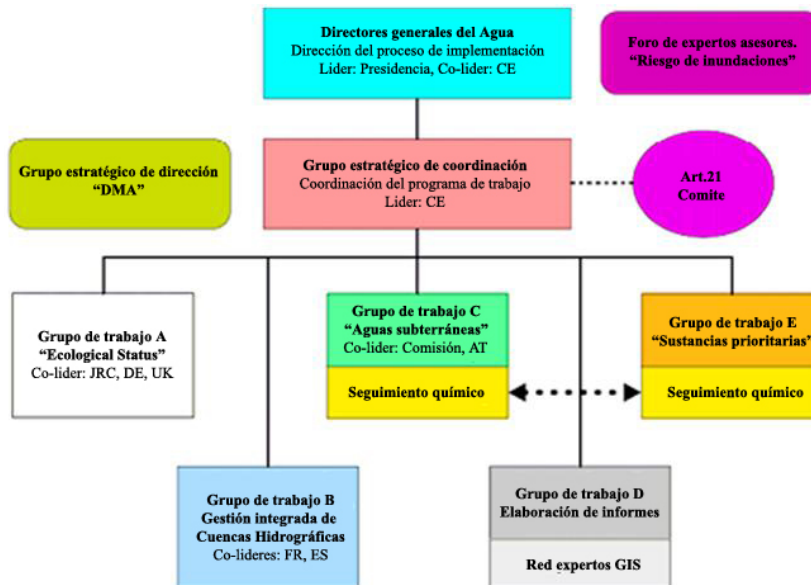 Directores generales del Agua
Dirección del proceso de implementación
Lider: Presidencia, Co-lider: CE
Foro de expertos asesores.
“Riesgo de inundaciones”
Grupo estratégico de dirección
“DMA”
Grupo estratégico de coordinación
Coordinación del programa de trabajo
Lider: CE
Art.21
Comite
Grupo de trabajo A
“Ecological Status”
Co-lider: JRC, DE, UK
Grupo de trabajo C
“Aguas subterráneas”
Co-lider: Comisión, AT
Seguimiento químico
Grupo de trabajo E
“Sustancias prioritarias”
Seguimiento químico
Grupo de trabajo B
Gestión integrada de
Cuencas Hidrográficas
Co-lideres: FR, ES
Grupo de trabajo D
Elaboración de informes
Red expertos GIS